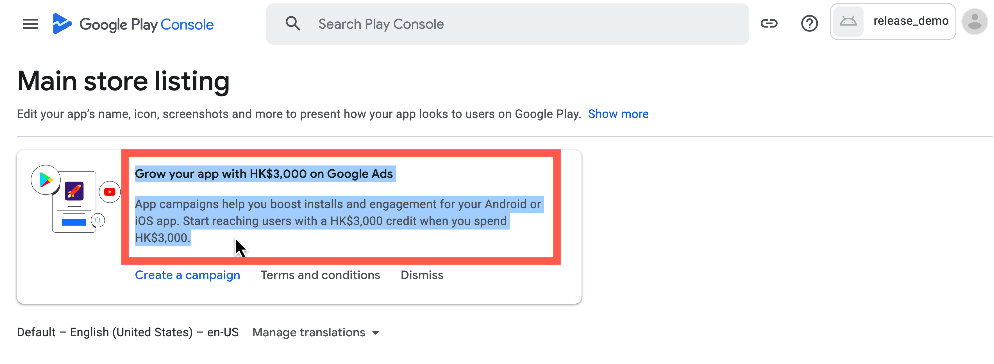 Google Play Console
Search Play Console
release_demo
Main store listing
Edit your app's name, icon, screenshots and more to present how your app looks to users on Google Play. Show more
Grow your app with HK$3,000 on Google Ads
App campaigns help you boost installs and engagement for your Android or
iOS app. Start reaching users with a HK$3,000 credit when you spend
HK$3,000.
Create a campaign Terms and conditions Dismiss
Default – English (United States) – en-US Manage translations